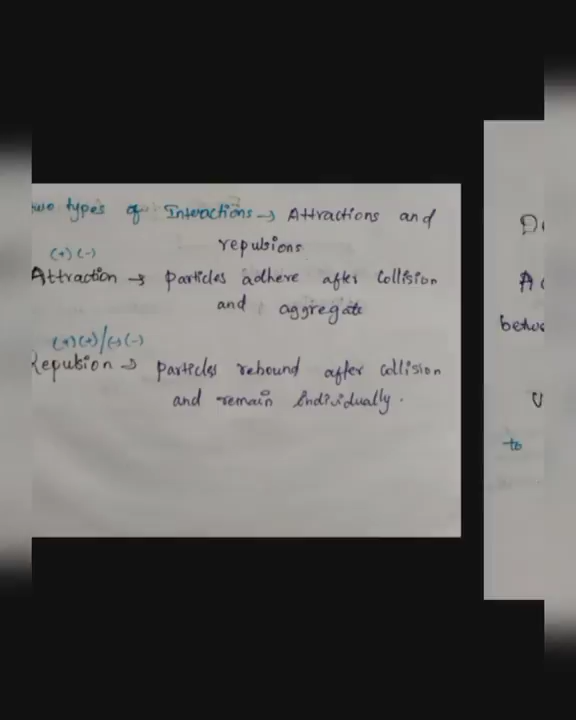 two types of Interactions → Attractions and
repulsions
(+) (-)
Attraction → particles adhere after collision
and aggregate
(+) (+) / (-) (-)
Repulsion → particles rebound after collision
and remain individually.
to